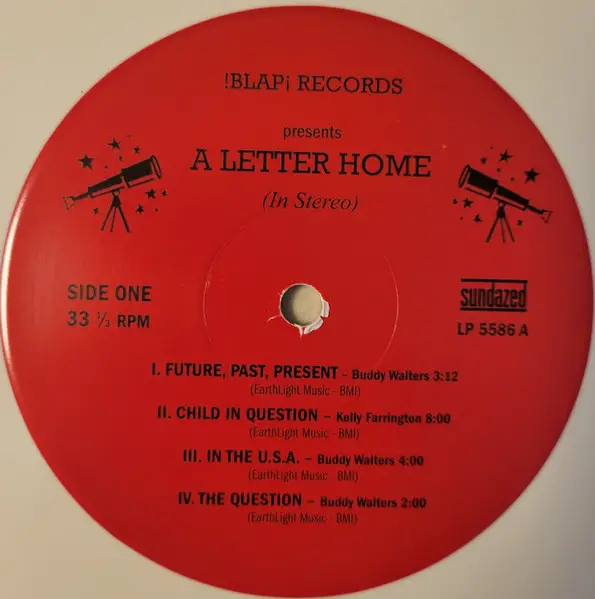 !BLAP¡ RECORDS
presents
A LETTER HOME
(In Stereo)
SIDE ONE
33 ⅓ RPM
sundazed
LP 5586 A
I. FUTURE, PAST, PRESENT – Buddy Walters 3:12
(EarthLight Music - BMI)
II. CHILD IN QUESTION – Kelly Farrington 8:00
(EarthLight Music - BMI)
III. IN THE U.S.A. – Buddy Walters 4:00
(EarthLight Music - BMI)
IV. THE QUESTION – Buddy Walters 2:00
(EarthLight Music - BMI)